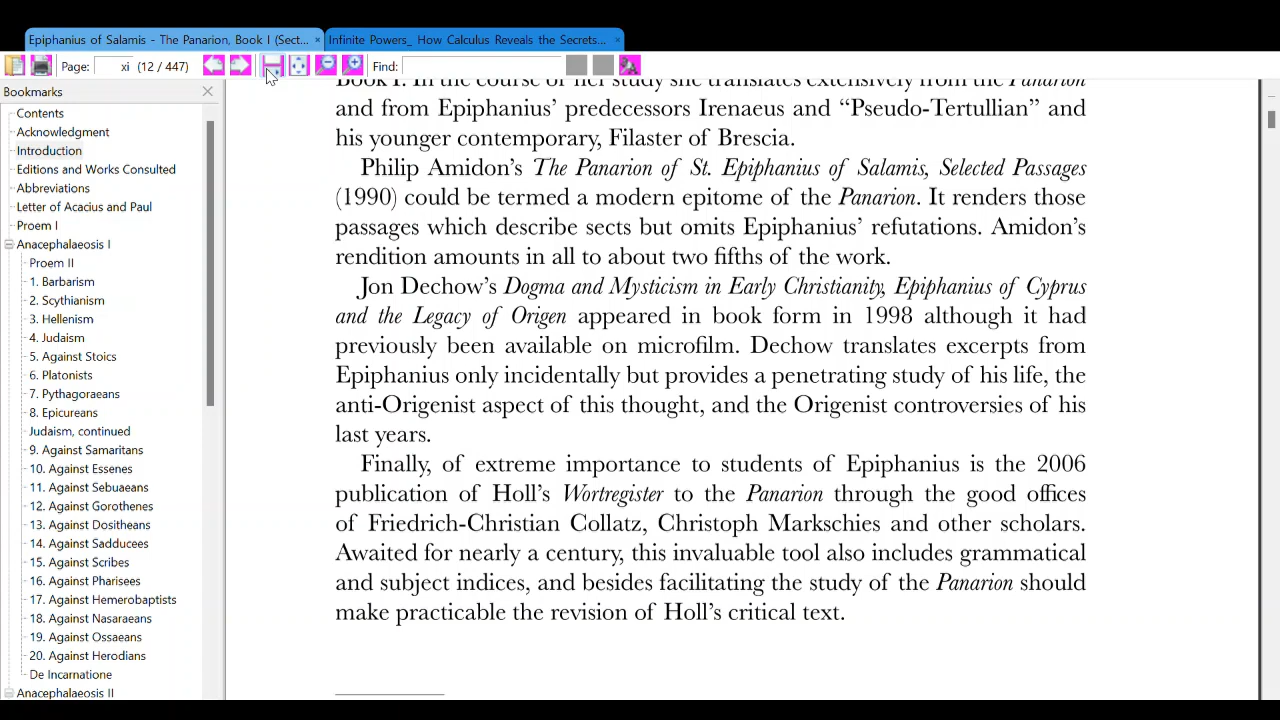 Epiphanius of Salamis - The Panarion, Book I (Sect... ×
Infinite Powers_ How Calculus Reveals the Secrets... ×
Page: xi (12 / 447) Find:
Bookmarks
Contents
Acknowledgment
Introduction
Editions and Works Consulted
Abbreviations
Letter of Acacius and Paul
Proem I
Anacephalaeosis I
Proem II
1. Barbarism
2. Scythianism
3. Hellenism
4. Judaism
5. Against Stoics
6. Platonists
7. Pythagoraeans
8. Epicureans
Judaism, continued
9. Against Samaritans
10. Against Essenes
11. Against Sebuaeans
12. Against Gorothenes
13. Against Dositheans
14. Against Sadducees
15. Against Scribes
16. Against Pharisees
17. Against Hemerobaptists
18. Against Nasaraeans
19. Against Ossaeans
20. Against Herodians
De Incarnatione
Anacephalaeosis II
Book I. In the course of her study she translates extensively from the Panarion
and from Epiphanius’ predecessors Irenaeus and “Pseudo-Tertullian” and
his younger contemporary, Filaster of Brescia.
Philip Amidon’s The Panarion of St. Epiphanius of Salamis, Selected Passages
(1990) could be termed a modern epitome of the Panarion. It renders those
passages which describe sects but omits Epiphanius’ refutations. Amidon’s
rendition amounts in all to about two fifths of the work.
Jon Dechow’s Dogma and Mysticism in Early Christianity, Epiphanius of Cyprus
and the Legacy of Origen appeared in book form in 1998 although it had
previously been available on microfilm. Dechow translates excerpts from
Epiphanius only incidentally but provides a penetrating study of his life, the
anti-Origenist aspect of this thought, and the Origenist controversies of his
last years.
Finally, of extreme importance to students of Epiphanius is the 2006
publication of Holl’s Wortregister to the Panarion through the good offices
of Friedrich-Christian Collatz, Christoph Markschies and other scholars.
Awaited for nearly a century, this invaluable tool also includes grammatical
and subject indices, and besides facilitating the study of the Panarion should
make practicable the revision of Holl’s critical text.